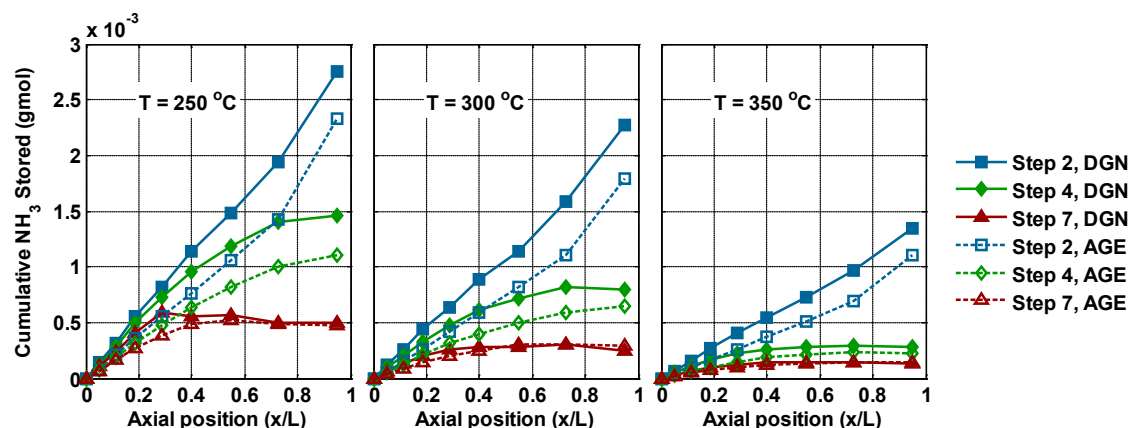 x 10⁻³
3
2.5
2
1.5
1
0.5
0
Cumulative NH₃ Stored (gmol)
T = 250 °C
T = 300 °C
T = 350 °C
0 0.2 0.4 0.6 0.8 1
0 0.2 0.4 0.6 0.8 1
0 0.2 0.4 0.6 0.8 1
Axial position (x/L)
Axial position (x/L)
Axial position (x/L)
Step 2, DGN
Step 4, DGN
Step 7, DGN
Step 2, AGE
Step 4, AGE
Step 7, AGE